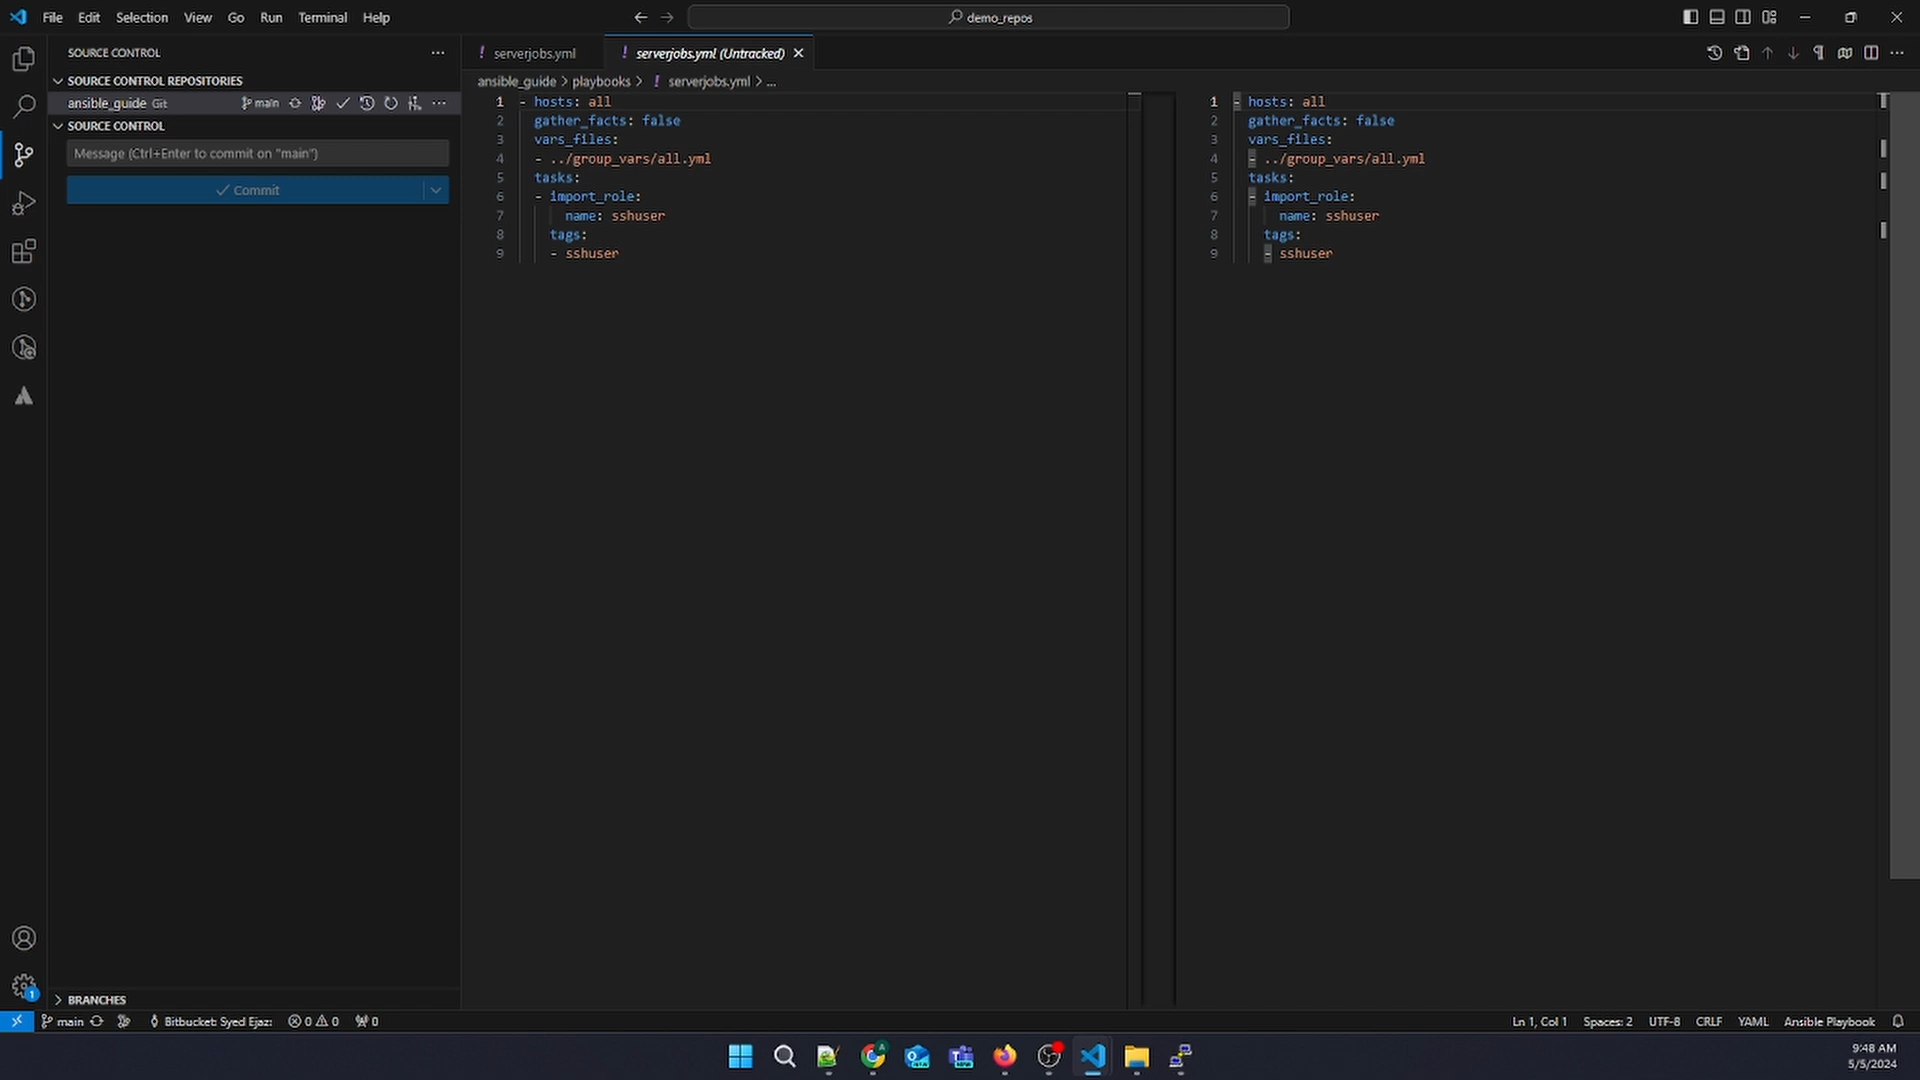 File Edit Selection View Go Run Terminal Help
demo_repos
SOURCE CONTROL
SOURCE CONTROL REPOSITORIES
ansible_guide Git main
SOURCE CONTROL
Message (Ctrl+Enter to commit on "main")
Commit
BRANCHES
! serverjobs.yml
! serverjobs.yml (Untracked)
ansible_guide > playbooks > ! serverjobs.yml > ...
1 - hosts: all
2 gather_facts: false
3 vars_files:
4 - ../group_vars/all.yml
5 tasks:
6 - import_role:
7 name: sshuser
8 tags:
9 - sshuser
1 - hosts: all
2 gather_facts: false
3 vars_files:
4 - ../group_vars/all.yml
5 tasks:
6 - import_role:
7 name: sshuser
8 tags:
9 - sshuser
1
main Bitbucket: Syed Ejaz: 0 0 0
Ln 1, Col 1 Spaces: 2 UTF-8 CRLF YAML Ansible Playbook
9:48 AM
5/5/2024